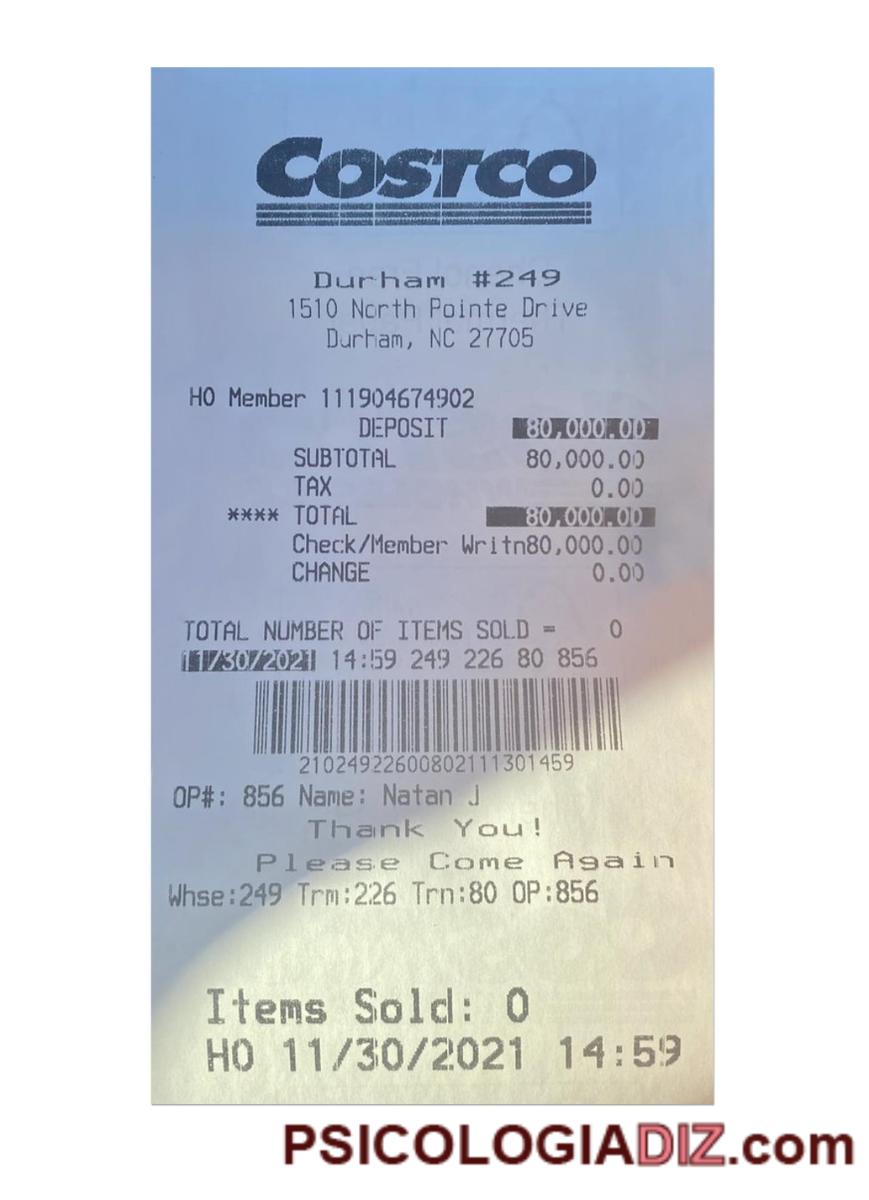 COSTCO
Durham #249
1510 North Pointe Drive
Durham, NC 27705
HO Member 111904674902
DEPOSIT 80,000.00
SUBTOTAL 80,000.00
TAX 0.00
**** TOTAL 80,000.00
Check/Member Writn80,000.00
CHANGE 0.00
TOTAL NUMBER OF ITEMS SOLD = 0
11/30/2021 14:59 249 226 80 856
21024922600802111301459
OP#: 856 Name: Natan J
Thank You!
Please Come Again
Whse:249 Trm:226 Trn:80 OP:856
Items Sold: 0
HO 11/30/2021 14:59
PSICOLOGIADIZ.com